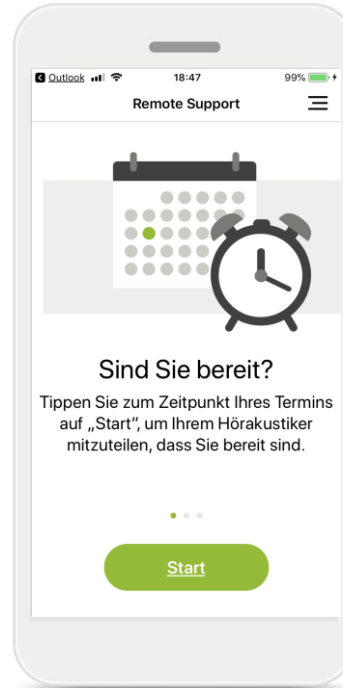 Outlook 18:47 99%
Remote Support
Sind Sie bereit?
Tippen Sie zum Zeitpunkt Ihres Termins
auf „Start“, um Ihrem Hörakustiker
mitzuteilen, dass Sie bereit sind.
Start